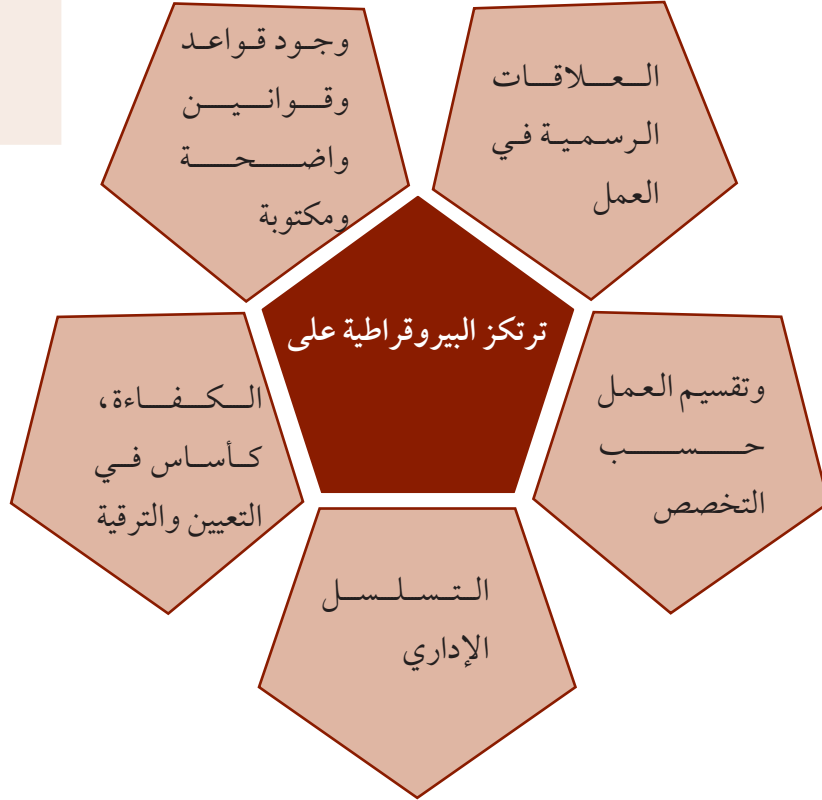 العلاقات
الرسمية في
العمل
وجود قواعد
وقوانين
واضحة
ومكتوبة
ترتكز البيروقراطية على
وتقسيم العمل
حسب
التخصص
الكفاءة،
كأساس في
التعيين والترقية
التسلسل
الإداري